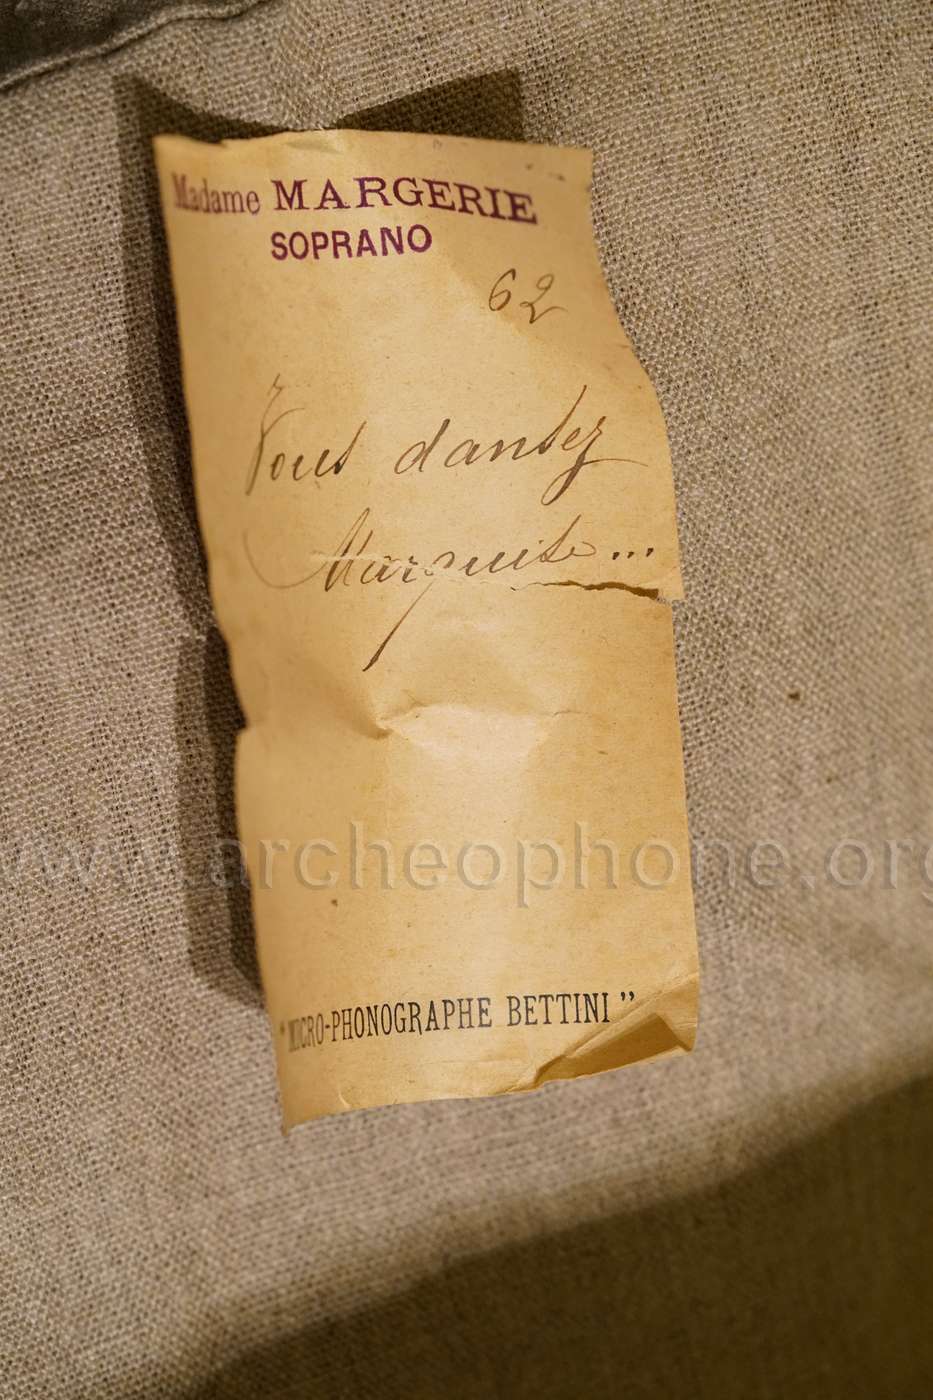 Madame MARGERIE
SOPRANO
62
Vous dansez
Marquise...
www.archeophone.org
"MICRO-PHONOGRAPHE BETTINI"